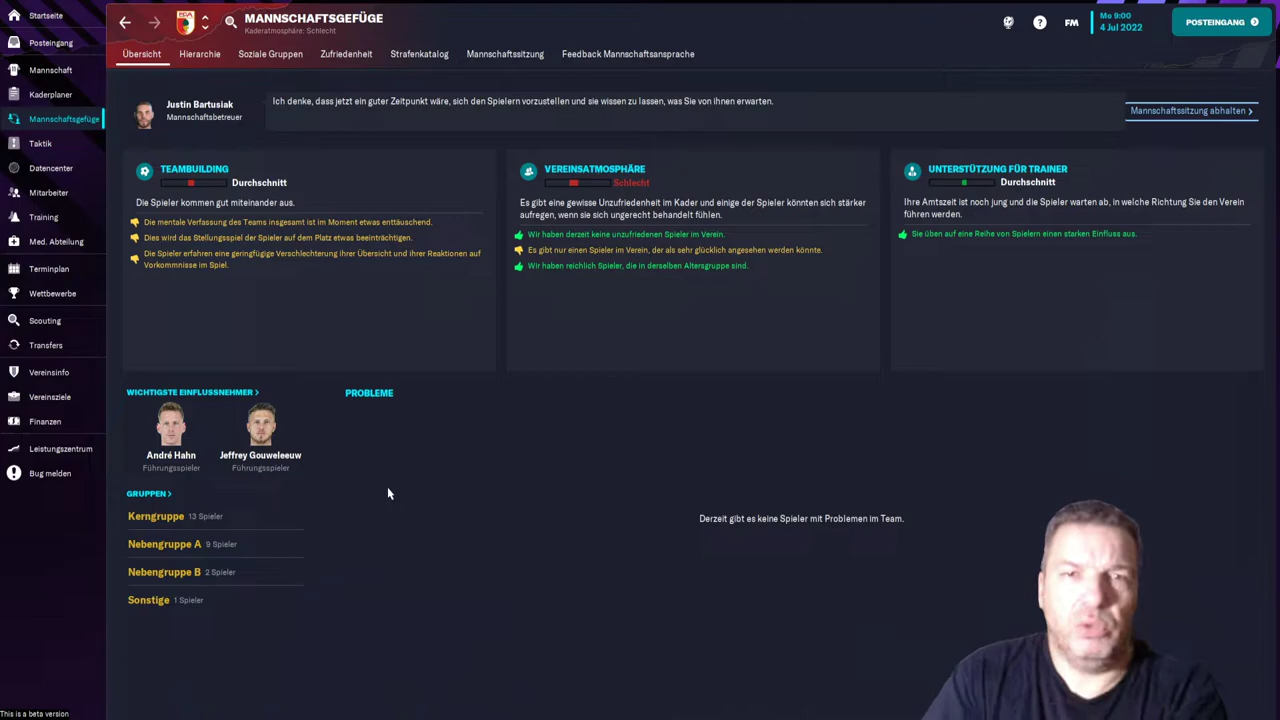 Startseite
Posteingang
Mannschaft
Kaderplaner
Mannschaftsgefüge
Taktik
Datencenter
Mitarbeiter
Training
Med. Abteilung
Terminplan
Wettbewerbe
Scouting
Transfers
Vereinsinfo
Vereinsziele
Finanzen
Leistungszentrum
Bug melden
This is a beta version
FCA
MANNSCHAFTSGEFÜGE
Kaderatmosphäre: Schlecht
?
FM
Mo 9:00
4 Jul 2022
POSTEINGANG
Übersicht
Hierarchie
Soziale Gruppen
Zufriedenheit
Strafenkatalog
Mannschaftssitzung
Feedback Mannschaftsansprache
Justin Bartusiak
Mannschaftsbetreuer
Ich denke, dass jetzt ein guter Zeitpunkt wäre, sich den Spielern vorzustellen und sie wissen zu lassen, was Sie von ihnen erwarten.
Mannschaftssitzung abhalten >
TEAMBUILDING
Durchschnitt
Die Spieler kommen gut miteinander aus.
Die mentale Verfassung des Teams insgesamt ist im Moment etwas enttäuschend.
Dies wird das Stellungsspiel der Spieler auf dem Platz etwas beeinträchtigen.
Die Spieler erfahren eine geringfügige Verschlechterung ihrer Übersicht und ihrer Reaktionen auf
Vorkommnisse im Spiel.
VEREINSATMOSPHÄRE
Schlecht
Es gibt eine gewisse Unzufriedenheit im Kader und einige der Spieler könnten sich stärker
aufregen, wenn sie sich ungerecht behandelt fühlen.
Wir haben derzeit keine unzufriedenen Spieler im Verein.
Es gibt nur einen Spieler im Verein, der als sehr glücklich angesehen werden könnte.
Wir haben reichlich Spieler, die in derselben Altersgruppe sind.
UNTERSTÜTZUNG FÜR TRAINER
Durchschnitt
Ihre Amtszeit ist noch jung und die Spieler warten ab, in welche Richtung Sie den Verein
führen werden.
Sie üben auf eine Reihe von Spielern einen starken Einfluss aus.
WICHTIGSTE EINFLUSSNEHMER >
André Hahn
Führungsspieler
Jeffrey Gouweleeuw
Führungsspieler
PROBLEME
Derzeit gibt es keine Spieler mit Problemen im Team.
GRUPPEN >
Kerngruppe 13 Spieler
Nebengruppe A 9 Spieler
Nebengruppe B 2 Spieler
Sonstige 1 Spieler